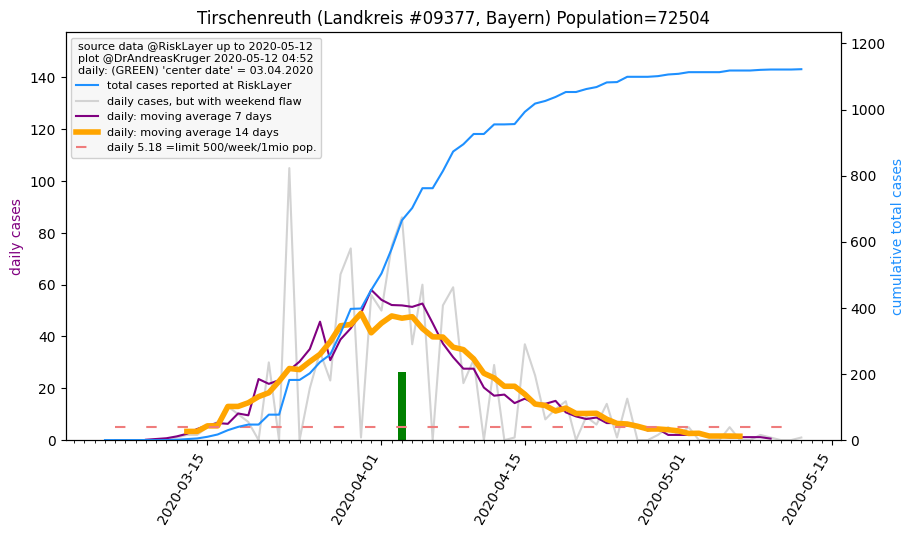 Tirschenreuth (Landkreis #09377, Bayern) Population=72504
source data @RiskLayer up to 2020-05-12
plot @DrAndreasKruger 2020-05-12 04:52
daily: (GREEN) 'center date' = 03.04.2020
total cases reported at RiskLayer
daily cases, but with weekend flaw
daily: moving average 7 days
daily: moving average 14 days
daily 5.18 =limit 500/week/1mio pop.
daily cases
0
20
40
60
80
100
120
140
cumulative total cases
0
200
400
600
800
1000
1200
2020-03-15
2020-04-01
2020-04-15
2020-05-01
2020-05-15